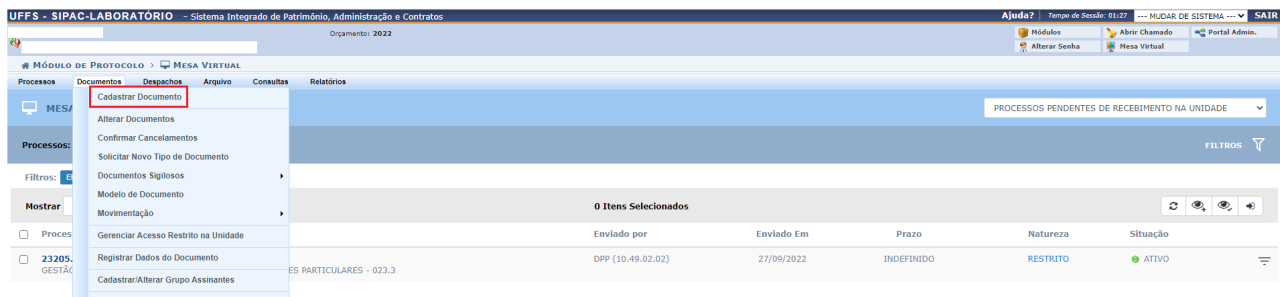 UFFS - SIPAC-LABORATÓRIO - Sistema Integrado de Patrimônio, Administração e Contratos
Ajuda? Tempo de Sessão: 01:27 --- MUDAR DE SISTEMA --- SAIR
Orçamento: 2022
Módulos Abrir Chamado Portal Admin.
Alterar Senha Mesa Virtual
MÓDULO DE PROTOCOLO > MESA VIRTUAL
Processos Documentos Despachos Arquivo Consultas Relatórios
Cadastrar Documento
MESA
PROCESSOS PENDENTES DE RECEBIMENTO NA UNIDADE
Alterar Documentos
Confirmar Cancelamentos
Processos:
FILTROS
Solicitar Novo Tipo de Documento
Filtros:
Documentos Sigilosos
Modelo de Documento
Mostrar
0 Itens Selecionados
Movimentação
Proces
Gerenciar Acesso Restrito na Unidade
Enviado por Enviado Em Prazo Natureza Situação
23205.
Registrar Dados do Documento
DPP (10.49.02.02) 27/09/2022 INDEFINIDO RESTRITO ATIVO
GESTÃO
ES PARTICULARES - 023.3
Cadastrar/Alterar Grupo Assinantes